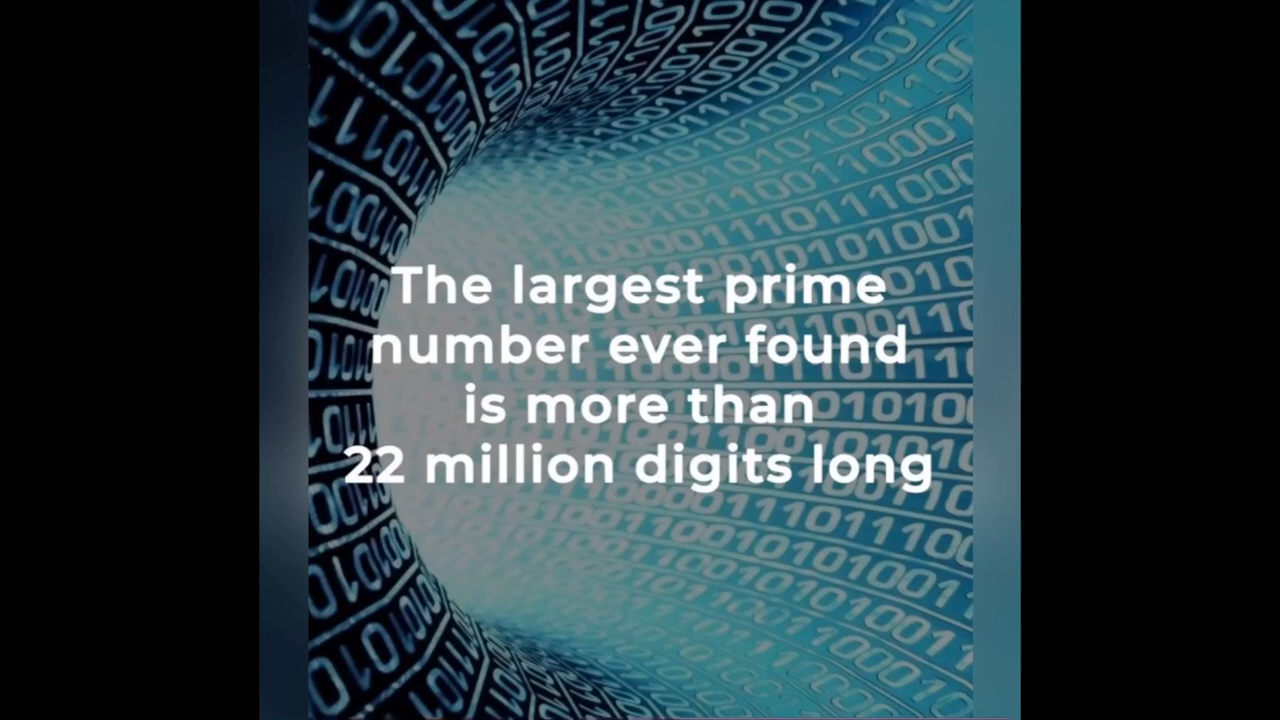 The largest prime
number ever found
is more than
22 million digits long